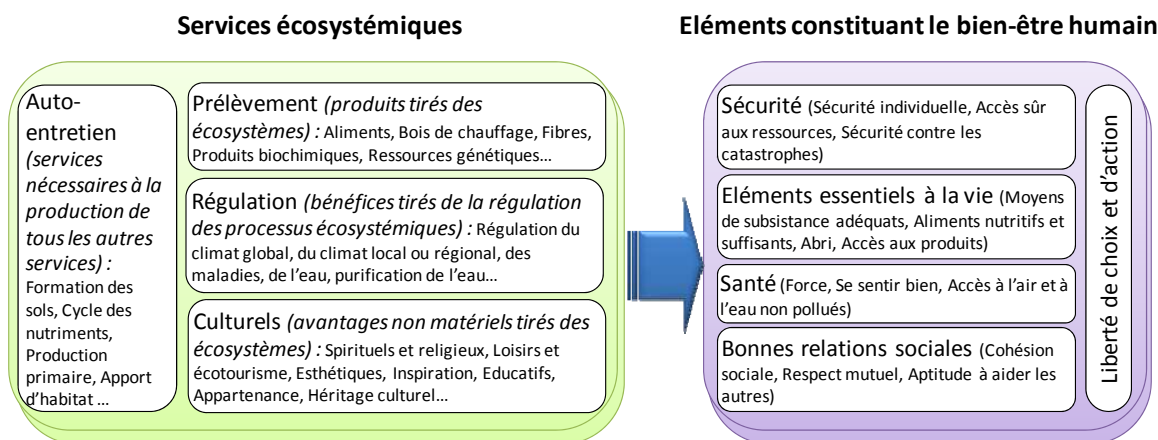 Services écosystémiques
Auto-
entretien
(services
nécessaires à la
production de
tous les autres
services) :
Formation des
sols, Cycle des
nutriments,
Production
primaire, Apport
d’habitat ...
Prélèvement (produits tirés des
écosystèmes) : Aliments, Bois de chauffage, Fibres,
Produits biochimiques, Ressources génétiques...
Régulation (bénéfices tirés de la régulation
des processus écosystémiques) : Régulation du
climat global, du climat local ou régional, des
maladies, de l’eau, purification de l’eau...
Culturels (avantages non matériels tirés des
écosystèmes) : Spirituels et religieux, Loisirs et
écotourisme, Esthétiques, Inspiration, Educatifs,
Appartenance, Héritage culturel...
Eléments constituant le bien-être humain
Sécurité (Sécurité individuelle, Accès sûr
aux ressources, Sécurité contre les
catastrophes)
Eléments essentiels à la vie (Moyens
de subsistance adéquats, Aliments nutritifs et
suffisants, Abri, Accès aux produits)
Santé (Force, Se sentir bien, Accès à l’air et à
l’eau non pollués)
Bonnes relations sociales (Cohésion
sociale, Respect mutuel, Aptitude à aider les
autres)
Liberté de choix et d’action